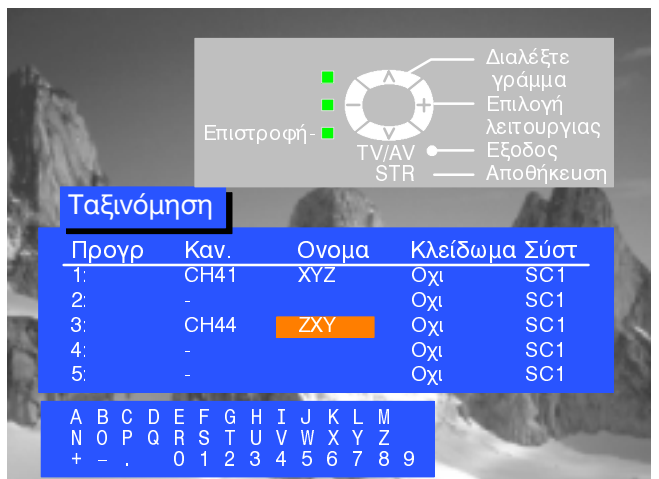 Διαλέξτε
γράμμα
Επιλογή
λειτουργιας
Επιστροφή-
TV/AV Εξοδος
STR Αποθήκευση
Ταξινόμηση
Προγρ Καν. Ονομα Κλείδωμα Σύστ
1: CH41 XYZ Οχι SC1
2: - Οχι SC1
3: CH44 ZXY Οχι SC1
4: - Οχι SC1
5: - Οχι SC1
A B C D E F G H I J K L M
N O P Q R S T U V W X Y Z
+ - . 0 1 2 3 4 5 6 7 8 9